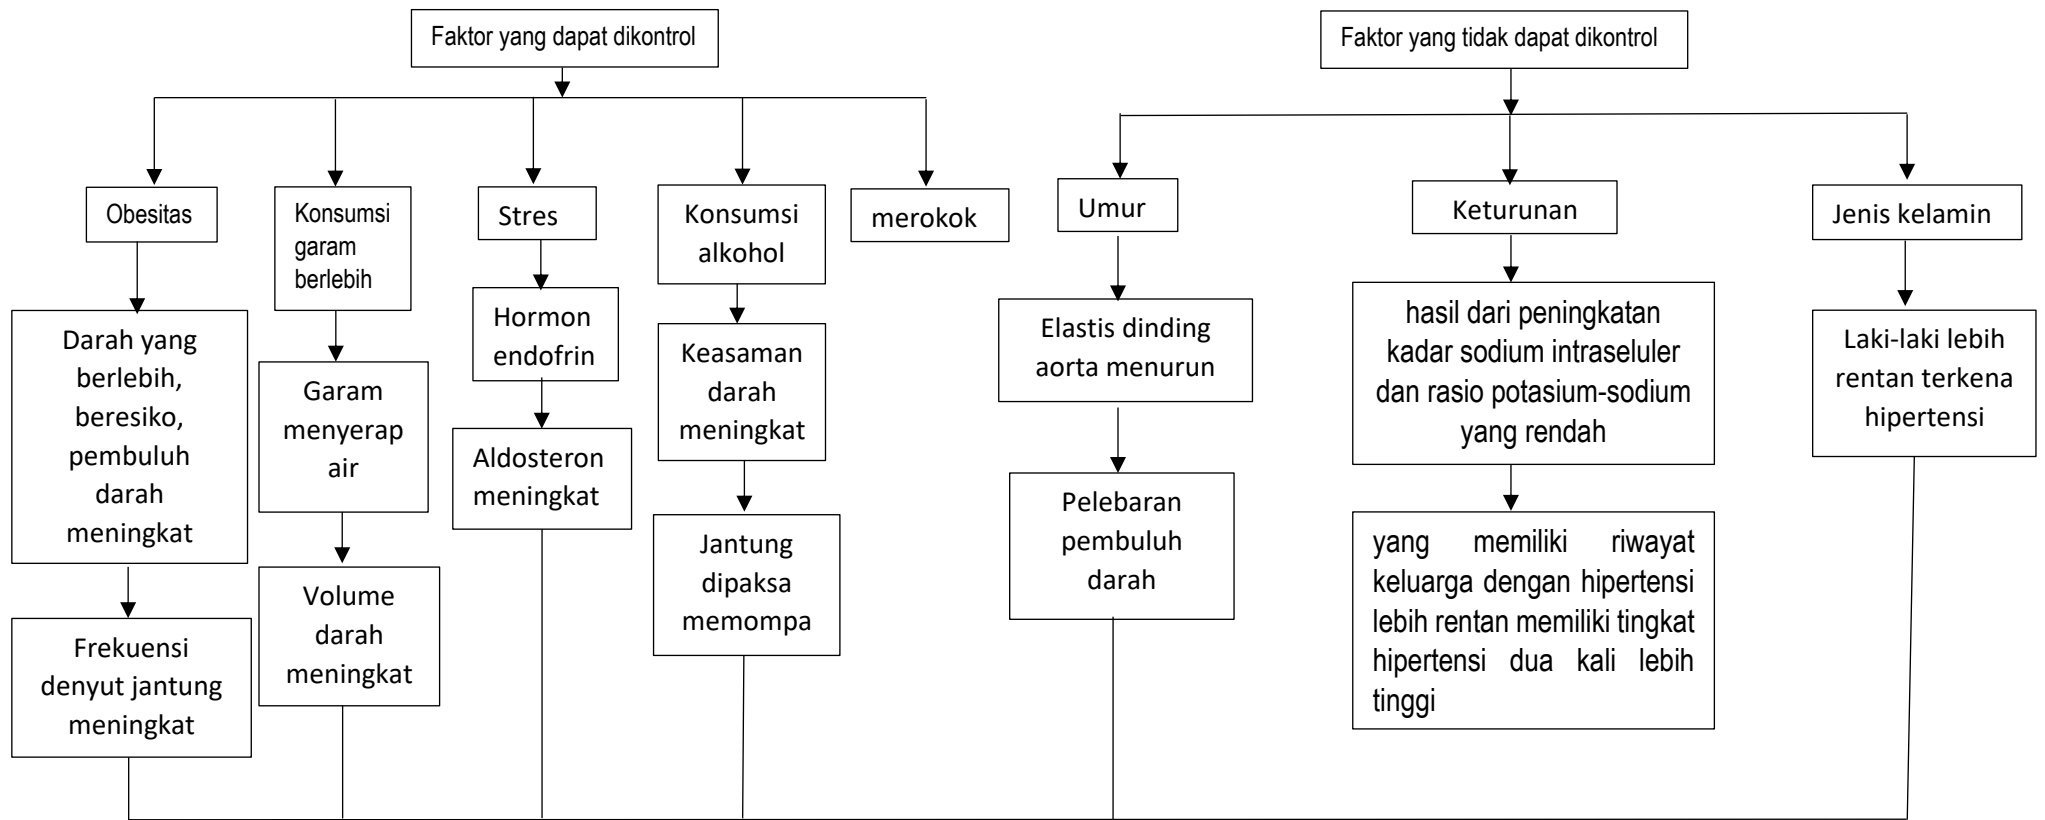 Faktor yang dapat dikontrol
Faktor yang tidak dapat dikontrol
Obesitas
Konsumsi
garam
berlebih
Stres
Konsumsi
alkohol
merokok
Umur
Keturunan
Jenis kelamin
Darah yang
berlebih,
beresiko,
pembuluh
darah
meningkat
Garam
menyerap
air
Hormon
endofrin
Keasaman
darah
meningkat
Elastis dinding
aorta menurun
hasil dari peningkatan
kadar sodium intraseluler
dan rasio potasium-sodium
yang rendah
Laki-laki lebih
rentan terkena
hipertensi
Frekuensi
denyut jantung
meningkat
Volume
darah
meningkat
Aldosteron
meningkat
Jantung
dipaksa
memompa
Pelebaran
pembuluh
darah
yang memiliki riwayat
keluarga dengan hipertensi
lebih rentan memiliki tingkat
hipertensi dua kali lebih
tinggi